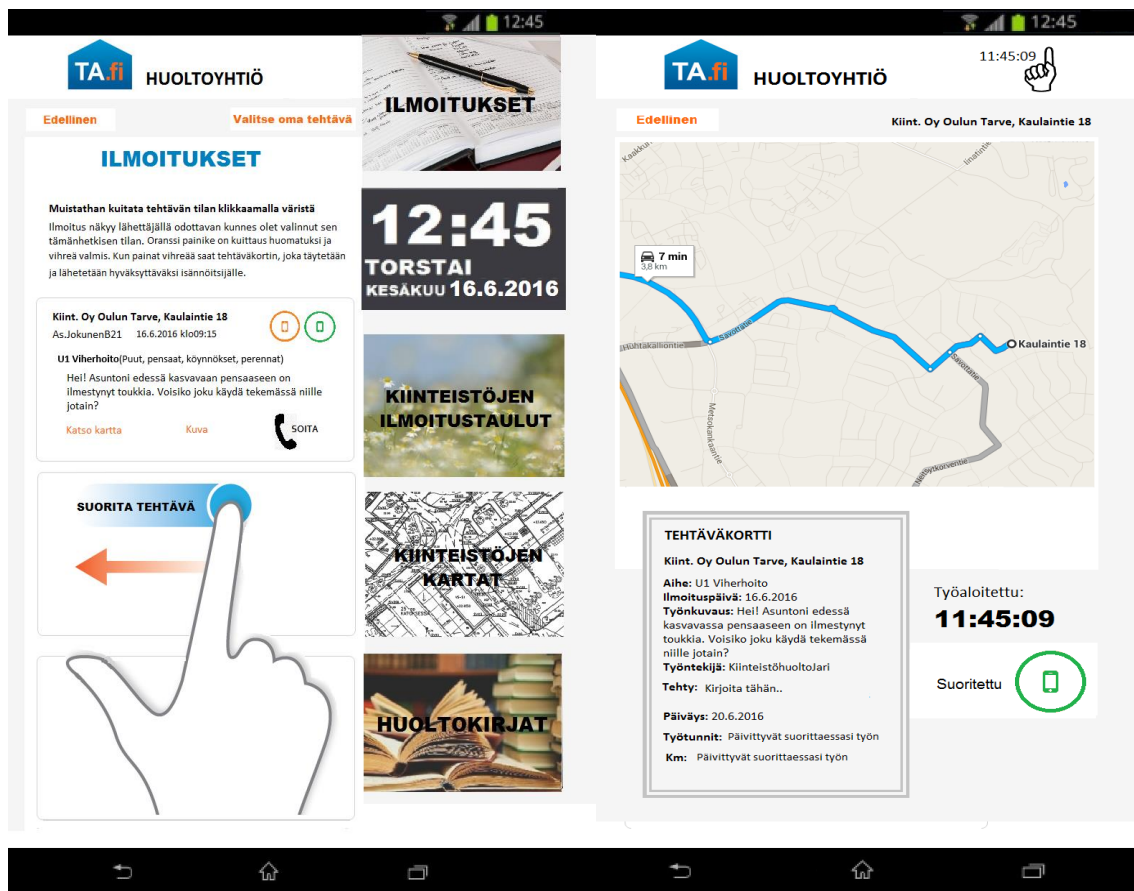 12:45
TA.fi HUOLTOYHTIÖ
Edellinen
Valitse oma tehtävä
ILMOITUKSET
Muistathan kuitata tehtävän tilan klikkaamalla väristä
Ilmoitus näkyy lähettäjällä odottavan kunnes olet valinnut sen
tämänhetkisen tilan. Oranssi painike on kuittaus huomatuksi ja
vihreä valmis. Kun painat vihreää saat tehtäväkortin, joka täytetään
ja lähetetään hyväksyttäväksi isännöitsijälle.
Kiint. Oy Oulun Tarve, Kaulaintie 18
As.JokunenB21 16.6.2016 klo09:15
U1 Viherhoito(Puut, pensaat, köynnökset, perennat)
Hei! Asuntoni edessä kasvavaan pensaaseen on
ilmestynyt toukkia. Voisiko joku käydä tekemässä niille
jotain?
Katso kartta
Kuva
SOITA
SUORITA TEHTÄVÄ
ILMOITUKSET
12:45
TORSTAI
KESÄKUU 16.6.2016
KIINTEISTÖJEN
ILMOITUSTAULUT
KIINTEISTÖJEN
KARTAT
HUOLTOKIRJAT
12:45
TA.fi HUOLTOYHTIÖ
11:45:09
Edellinen
Kiint. Oy Oulun Tarve, Kaulaintie 18
Iinatintie
7 min
3,8 km
Huhtakalliontie
Savottatie
Savottatie
Kaulaintie 18
Metsokankaantie
TEHTÄVÄKORTTI
Kiint. Oy Oulun Tarve, Kaulaintie 18
Aihe: U1 Viherhoito
Ilmoituspäivä: 16.6.2016
Työnkuvaus: Hei! Asuntoni edessä
kasvavassa pensaaseen on ilmestynyt
toukkia. Voisiko joku käydä tekemässä
niille jotain?
Työntekijä: KiinteistöhuoltoJari
Tehty: Kirjoita tähän..
Päiväys: 20.6.2016
Työtunnit: Päivittyvät suorittaessasi työn
Km: Päivittyvät suorittaessasi työn
Työaloitettu:
11:45:09
Suoritettu